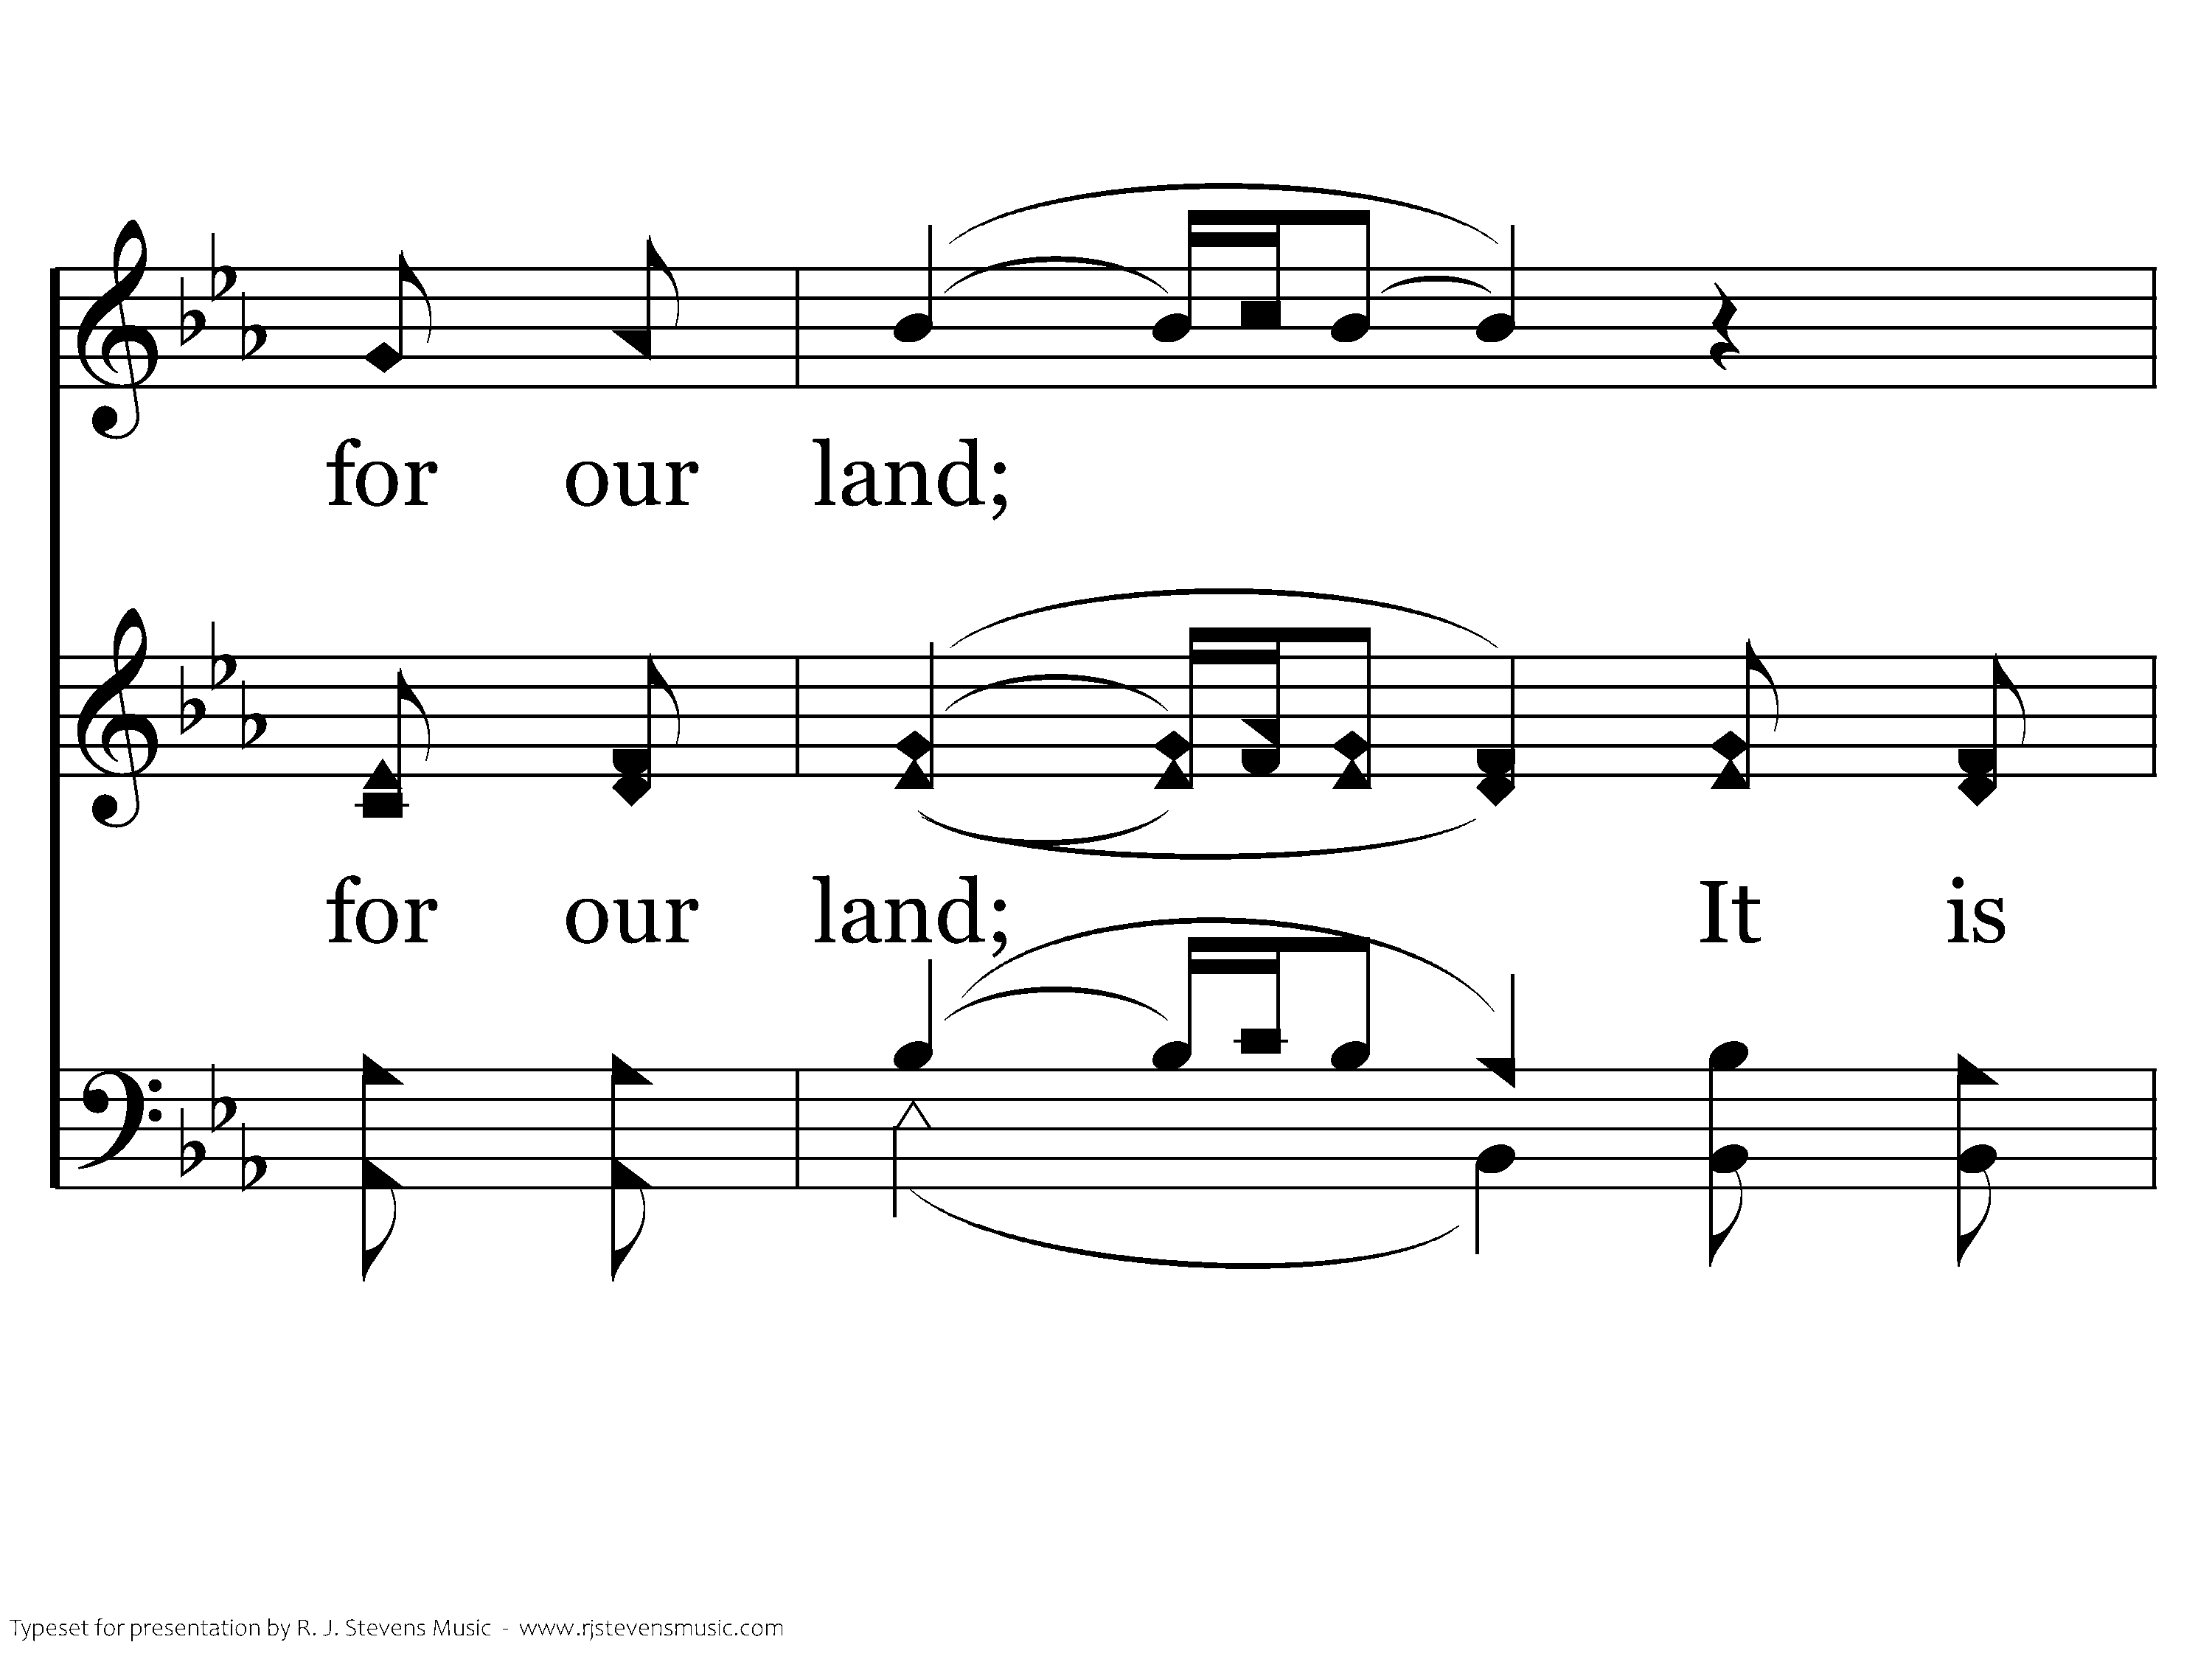 for our land;
for our land; It is
Typeset for presentation by R. J. Stevens Music - www.rjstevensmusic.com